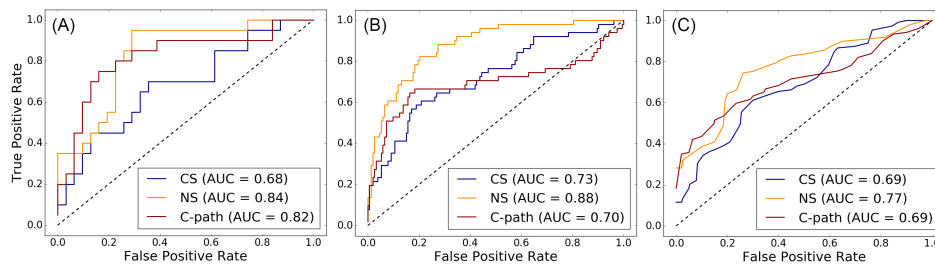 (A)
True Positive Rate
1.0
0.8
0.6
0.4
0.2
0.0
CS (AUC = 0.68)
NS (AUC = 0.84)
C-path (AUC = 0.82)
0.0 0.2 0.4 0.6 0.8 1.0
False Positive Rate
(B)
1.0
0.8
0.6
0.4
0.2
0.0
CS (AUC = 0.73)
NS (AUC = 0.88)
C-path (AUC = 0.70)
0.0 0.2 0.4 0.6 0.8 1.0
False Positive Rate
(C)
1.0
0.8
0.6
0.4
0.2
0.0
CS (AUC = 0.69)
NS (AUC = 0.77)
C-path (AUC = 0.69)
0.0 0.2 0.4 0.6 0.8 1.0
False Positive Rate